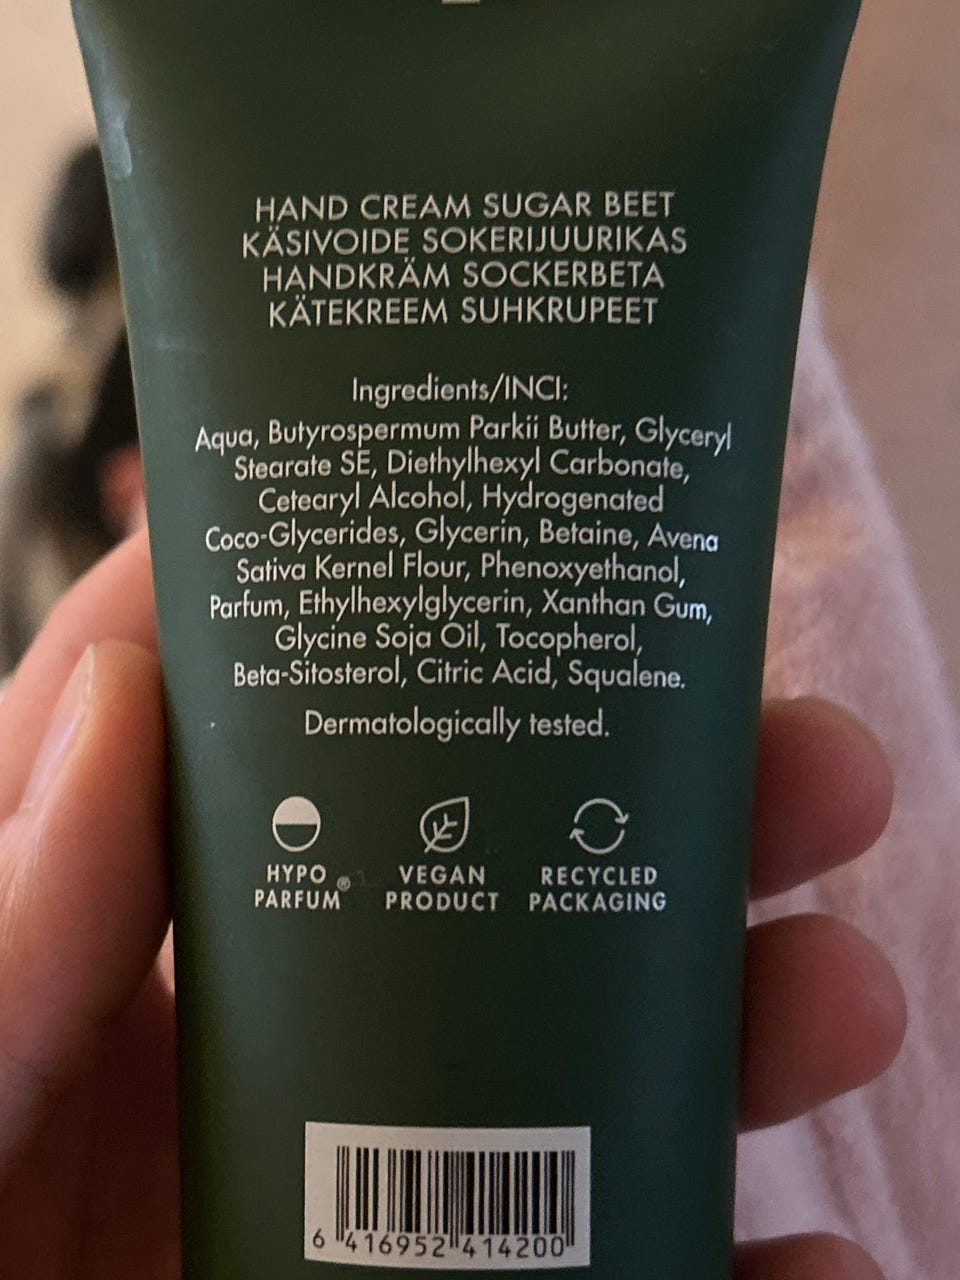 HAND CREAM SUGAR BEET
KÄSIVOIDE SOKERIJUURIKAS
HANDKRÄM SOCKERBETA
KÄTEKREEM SUHKRUPEET
Ingredients/INCI:
Aqua, Butyrospermum Parkii Butter, Glyceryl
Stearate SE, Diethylhexyl Carbonate,
Cetearyl Alcohol, Hydrogenated
Coco-Glycerides, Glycerin, Betaine, Avena
Sativa Kernel Flour, Phenoxyethanol,
Parfum, Ethylhexylglycerin, Xanthan Gum,
Glycine Soja Oil, Tocopherol,
Beta-Sitosterol, Citric Acid, Squalene.
Dermatologically tested.
HYPO
PARFUM®
VEGAN
PRODUCT
RECYCLED
PACKAGING
6 416952 414200